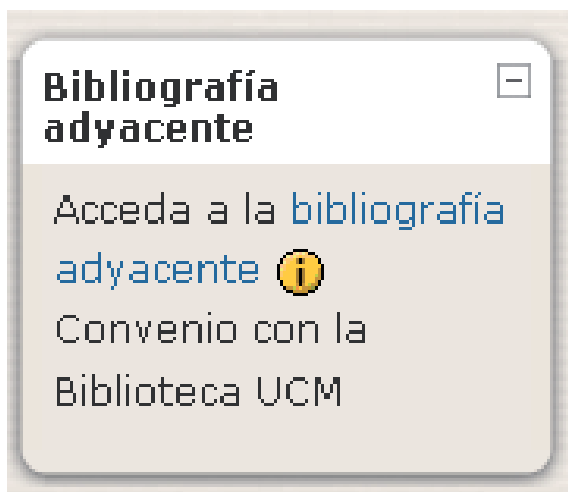 Bibliografía
adyacente
Acceda a la bibliografía
adyacente
Convenio con la
Biblioteca UCM